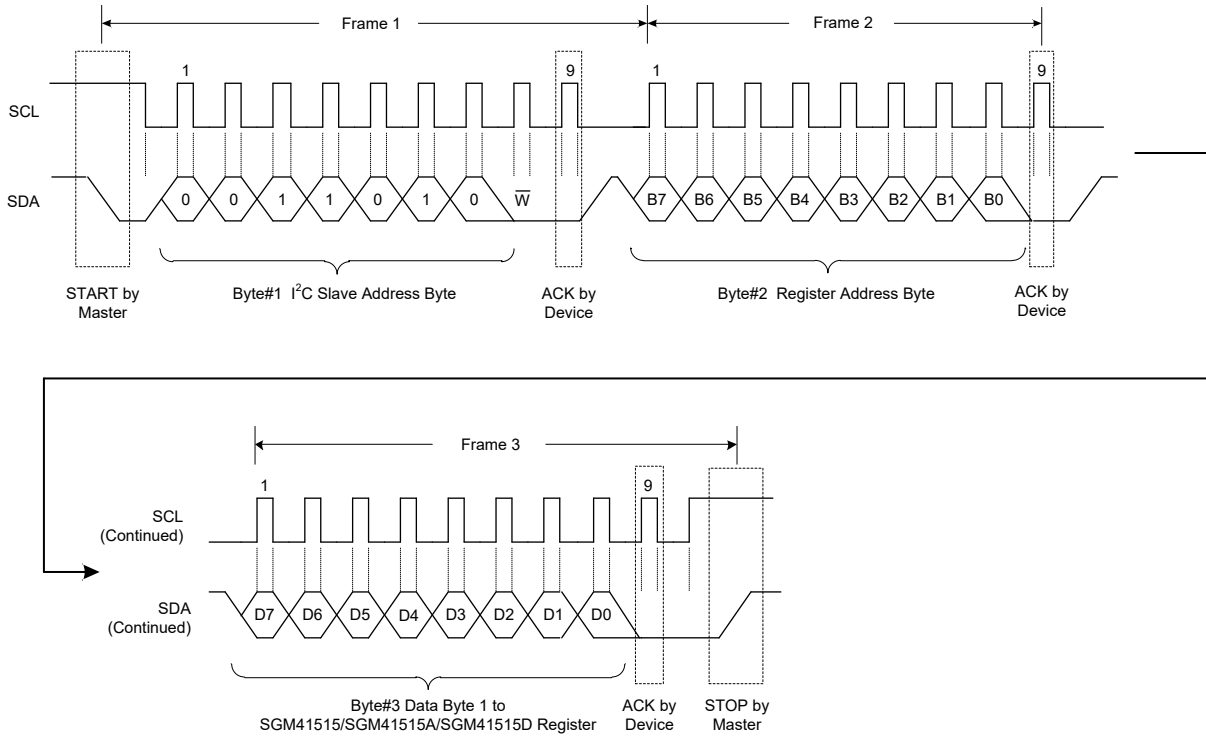 Frame 1
Frame 2
1
9
1
9
SCL
SDA
0 0 1 1 0 1 0 W̅
B7 B6 B5 B4 B3 B2 B1 B0
START by
Master
Byte#1 I²C Slave Address Byte
ACK by
Device
Byte#2 Register Address Byte
ACK by
Device
Frame 3
1
9
SCL
(Continued)
SDA
(Continued)
D7 D6 D5 D4 D3 D2 D1 D0
Byte#3 Data Byte 1 to
SGM41515/SGM41515A/SGM41515D Register
ACK by
Device
STOP by
Master